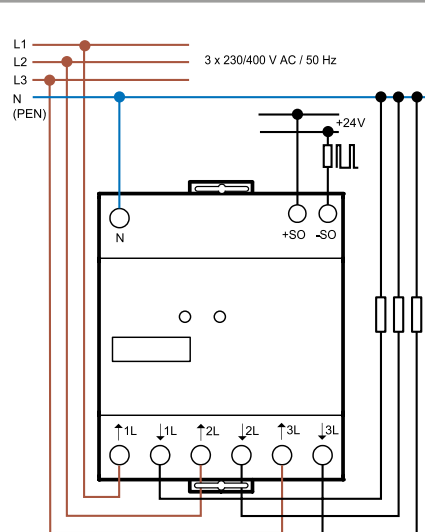 L1
L2
3 x 230/400 V AC / 50 Hz
L3
N
(PEN)
+24V
N
+SO
-SO
↑1L
↓1L
↑2L
↓2L
↑3L
↓3L